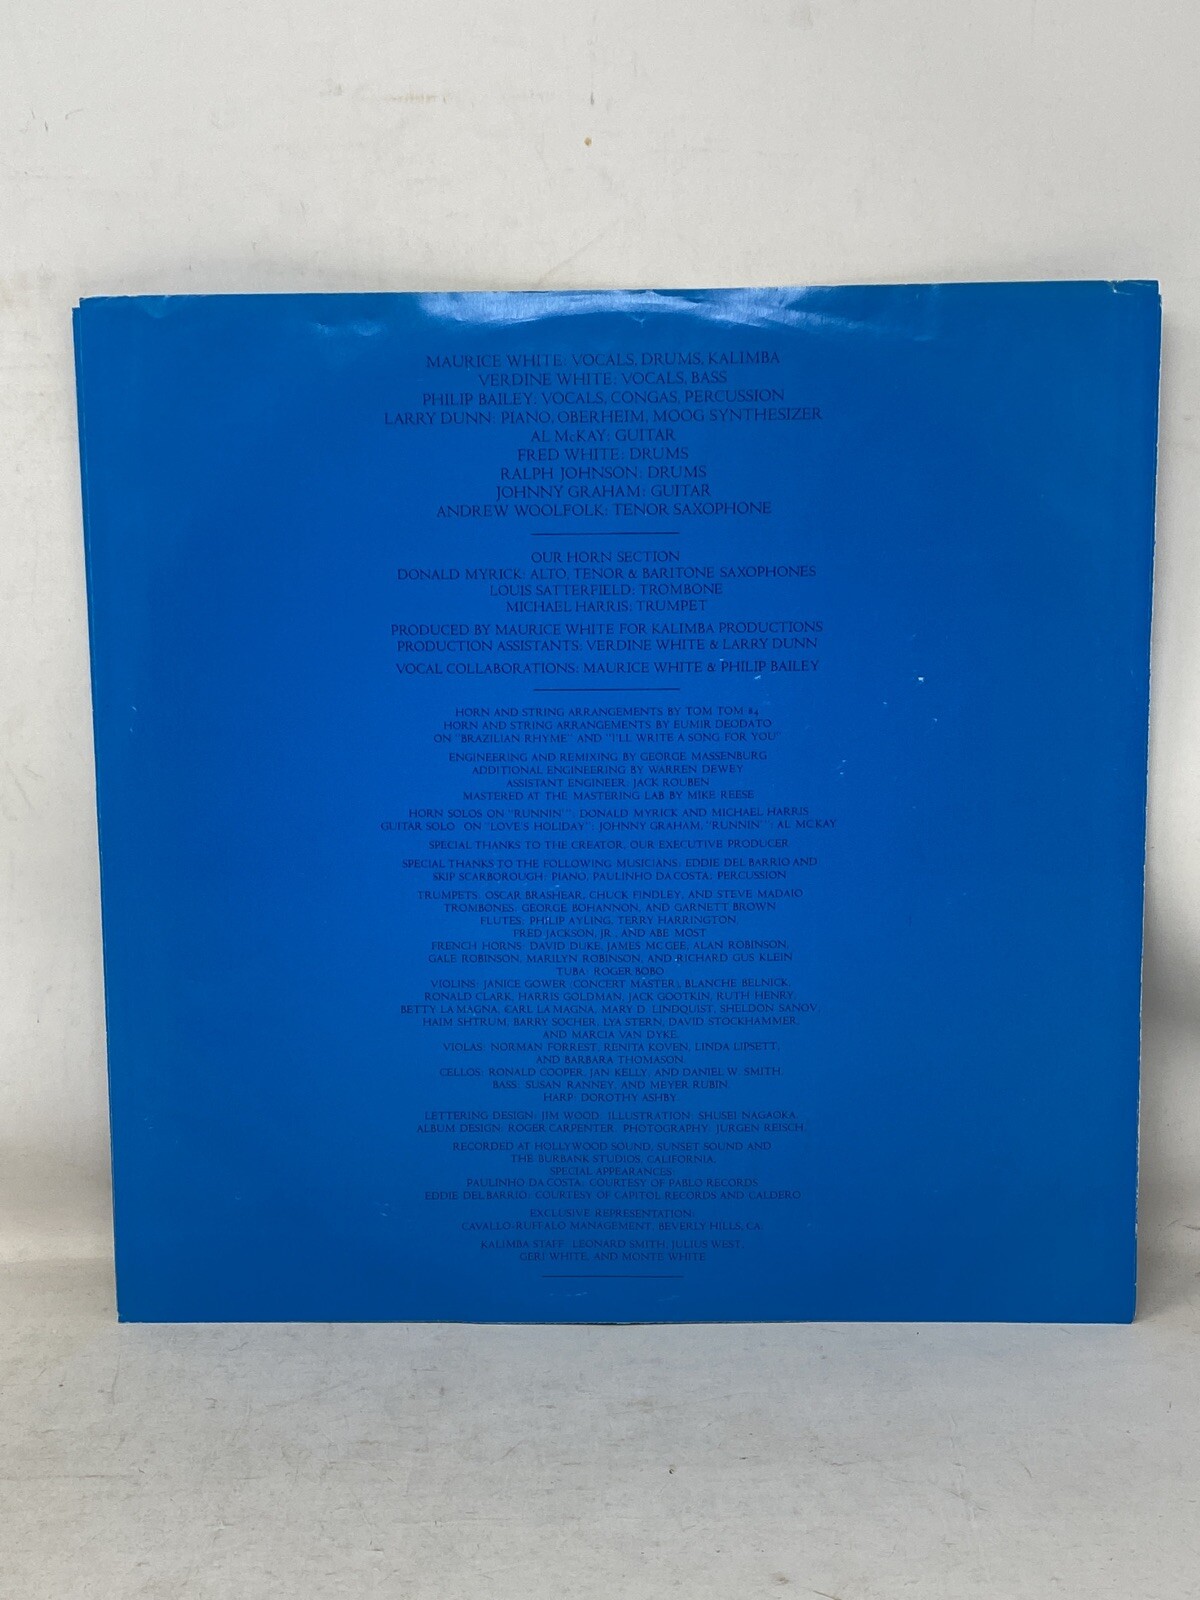 MAURICE WHITE: VOCALS, DRUMS, KALIMBA
VERDINE WHITE: VOCALS, BASS
PHILIP BAILEY: VOCALS, CONGAS, PERCUSSION
LARRY DUNN: PIANO, OBERHEIM, MOOG SYNTHESIZER
AL McKAY: GUITAR
FRED WHITE: DRUMS
RALPH JOHNSON: DRUMS
JOHNNY GRAHAM: GUITAR
ANDREW WOOLFOLK: TENOR SAXOPHONE
OUR HORN SECTION
DONALD MYRICK: ALTO, TENOR & BARITONE SAXOPHONES
LOUIS SATTERFIELD: TROMBONE
MICHAEL HARRIS: TRUMPET
PRODUCED BY MAURICE WHITE FOR KALIMBA PRODUCTIONS
PRODUCTION ASSISTANTS: VERDINE WHITE & LARRY DUNN
VOCAL COLLABORATIONS: MAURICE WHITE & PHILIP BAILEY
HORN AND STRING ARRANGEMENTS BY TOM TOM 84
HORN AND STRING ARRANGEMENTS BY EUMIR DEODATO
ON "BRAZILIAN RHYME" AND "I'LL WRITE A SONG FOR YOU"
ENGINEERING AND REMIXING BY GEORGE MASSENBURG
ADDITIONAL ENGINEERING BY WARREN DEWEY
ASSISTANT ENGINEER, JACK ROUBEN
MASTERED AT THE MASTERING LAB BY MIKE REESE
HORN SOLOS ON "RUNNIN'": DONALD MYRICK AND MICHAEL HARRIS
GUITAR SOLO: ON "LOVE'S HOLIDAY": JOHNNY GRAHAM, "RUNNIN'": AL McKAY
SPECIAL THANKS TO THE CREATOR, OUR EXECUTIVE PRODUCER
SPECIAL THANKS TO THE FOLLOWING MUSICIANS: EDDIE DEL BARRIO AND
SKIP SCARBOROUGH: PIANO, PAULINHO DA COSTA: PERCUSSION
TRUMPETS: OSCAR BRASHEAR, CHUCK FINDLEY, AND STEVE MADAIO
TROMBONES: GEORGE BOHANNON, AND GARNETT BROWN
FLUTES: PHILIP AYLING, TERRY HARRINGTON,
FRED JACKSON, JR., AND ABE MOST
FRENCH HORNS: DAVID DUKE, JAMES McGEE, ALAN ROBINSON,
GALE ROBINSON, MARILYN ROBINSON, AND RICHARD GUS KLEIN
TUBA: ROGER BOBO
VIOLINS: JANICE GOWER (CONCERT MASTER), BLANCHE BELNICK,
RONALD CLARK, HARRIS GOLDMAN, JACK GOOTKIN, RUTH HENRY,
BETTY LA MAGNA, CARL LA MAGNA, MARY D. LINDQUIST, SHELDON SANOV,
HAIM SHTRUM, BARRY SOCHER, LYA STERN, DAVID STOCKHAMMER,
AND MARCIA VAN DYKE.
VIOLAS: NORMAN FORREST, RENITA KOVEN, LINDA LIPSETT,
AND BARBARA THOMASON.
CELLOS: RONALD COOPER, JAN KELLY, AND DANIEL W. SMITH.
BASS: SUSAN RANNEY, AND MEYER RUBIN.
HARP: DOROTHY ASHBY
LETTERING DESIGN: JIM WOOD. ILLUSTRATION: SHUSEI NAGAOKA.
ALBUM DESIGN: ROGER CARPENTER. PHOTOGRAPHY: JURGEN REISCH.
RECORDED AT HOLLYWOOD SOUND, SUNSET SOUND AND
THE BURBANK STUDIOS, CALIFORNIA.
SPECIAL APPEARANCES:
PAULINHO DA COSTA: COURTESY OF PABLO RECORDS
EDDIE DEL BARRIO: COURTESY OF CAPITOL RECORDS AND CALDERO
EXCLUSIVE REPRESENTATION:
CAVALLO-RUFFALO MANAGEMENT, BEVERLY HILLS, CA.
KALIMBA STAFF: LEONARD SMITH, JULIUS WEST,
GERI WHITE, AND MONTE WHITE